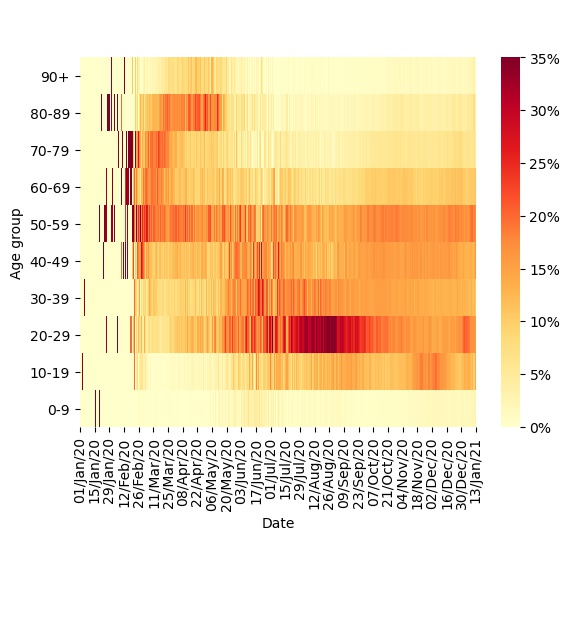 90+
80-89
70-79
60-69
50-59
40-49
30-39
20-29
10-19
0-9
Age group
01/Jan/20
15/Jan/20
29/Jan/20
12/Feb/20
26/Feb/20
11/Mar/20
25/Mar/20
08/Apr/20
22/Apr/20
06/May/20
20/May/20
03/Jun/20
17/Jun/20
01/Jul/20
15/Jul/20
29/Jul/20
12/Aug/20
26/Aug/20
09/Sep/20
23/Sep/20
07/Oct/20
21/Oct/20
04/Nov/20
18/Nov/20
02/Dec/20
16/Dec/20
30/Dec/20
13/Jan/21
Date
35%
30%
25%
20%
15%
10%
5%
0%